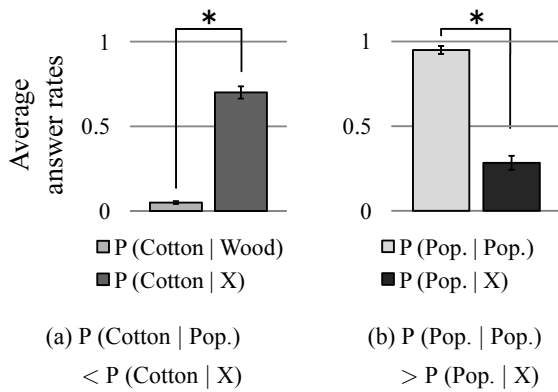 * *
1 1
0.5 0.5
0 0
Average
answer rates
P (Cotton | Wood) P (Pop. | Pop.)
P (Cotton | X) P (Pop. | X)
(a) P (Cotton | Pop.) (b) P (Pop. | Pop.)
< P (Cotton | X) > P (Pop. | X)